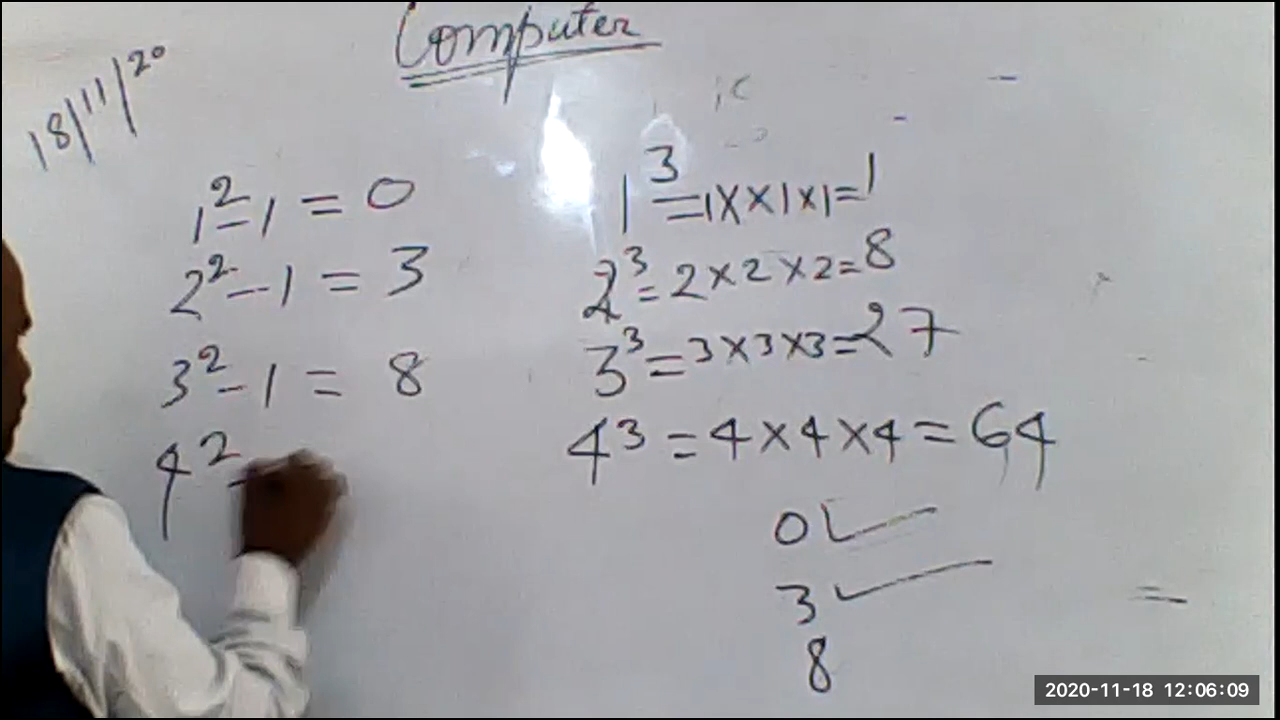 Computer
18/11/20
1²-1 = 0
2²-1 = 3
3²-1 = 8
4²-
1³=1××1×1=1
2³=2×2×2=8
3³=3×3×3=27
4³=4×4×4=64
0
3
8
=
2020-11-18 12:06:09